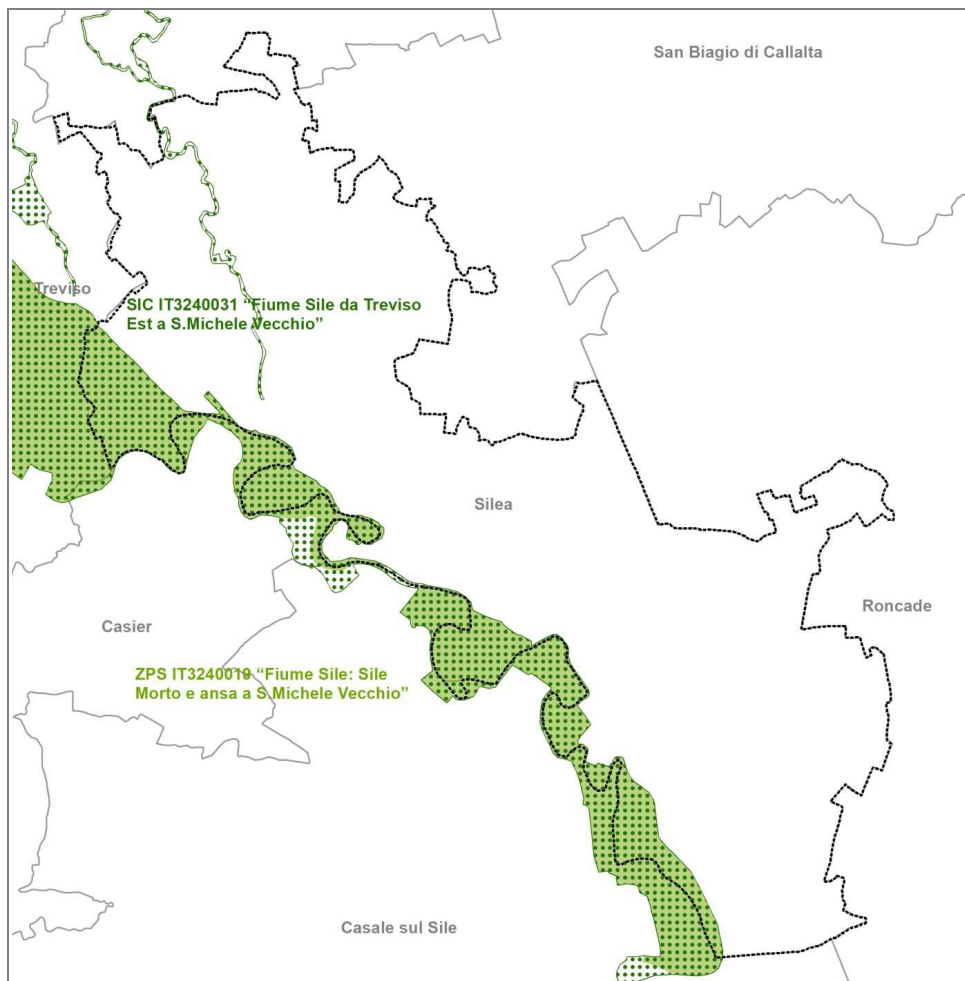 San Biagio di Callalta
Treviso
SIC IT3240031 “Fiume Sile da Treviso
Est a S.Michele Vecchio”
Silea
Roncade
Casier
ZPS IT3240019 “Fiume Sile: Sile
Morto e ansa a S.Michele Vecchio”
Casale sul Sile